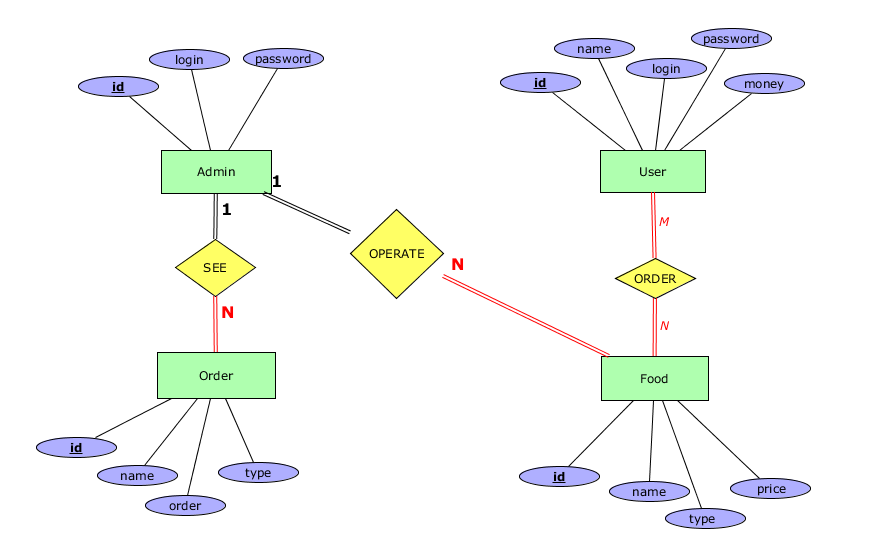 password
name
login
password
login
id
id
money
Admin
User
1
1
M
OPERATE
SEE
N
ORDER
N
N
Order
Food
id
name
type
order
id
name
type
price